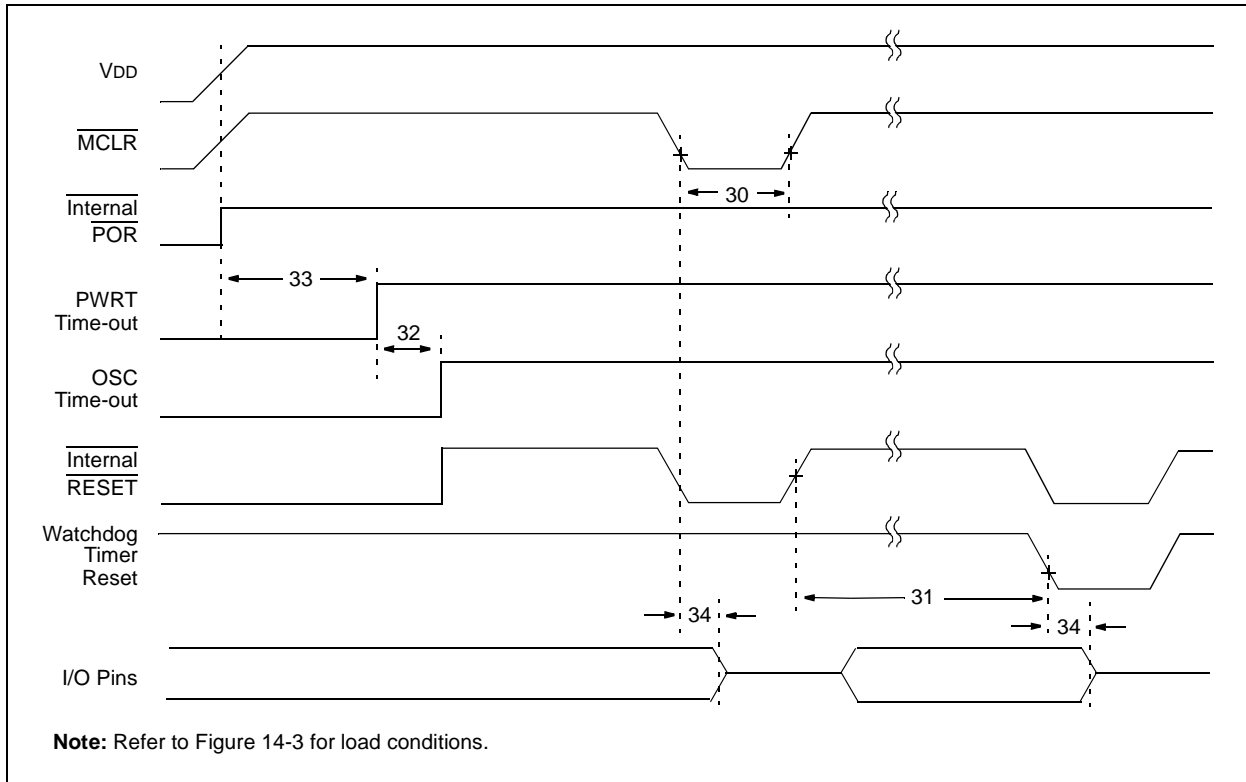 VDD
MCLR
30
Internal
POR
33
PWRT
Time-out
32
OSC
Time-out
Internal
RESET
Watchdog
Timer
Reset
31
34
34
I/O Pins
Note: Refer to Figure 14-3 for load conditions.